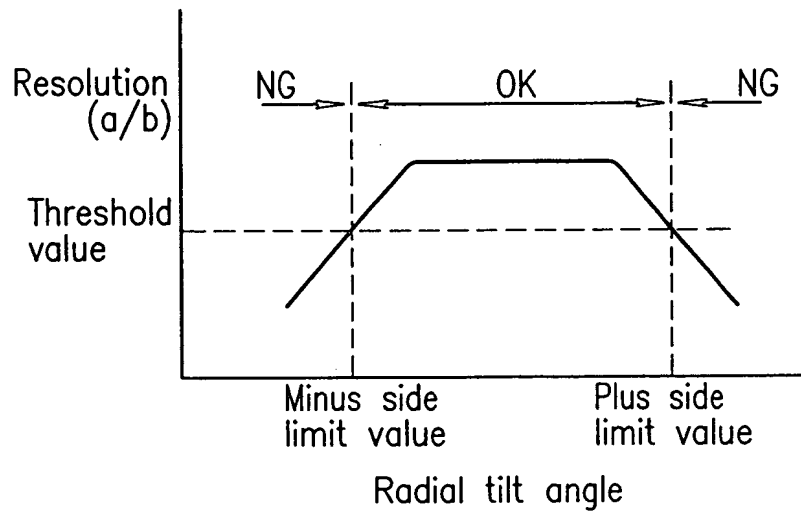 Resolution
(a/b)
NG
OK
NG
Threshold
value
Minus side
limit value
Plus side
limit value
Radial tilt angle